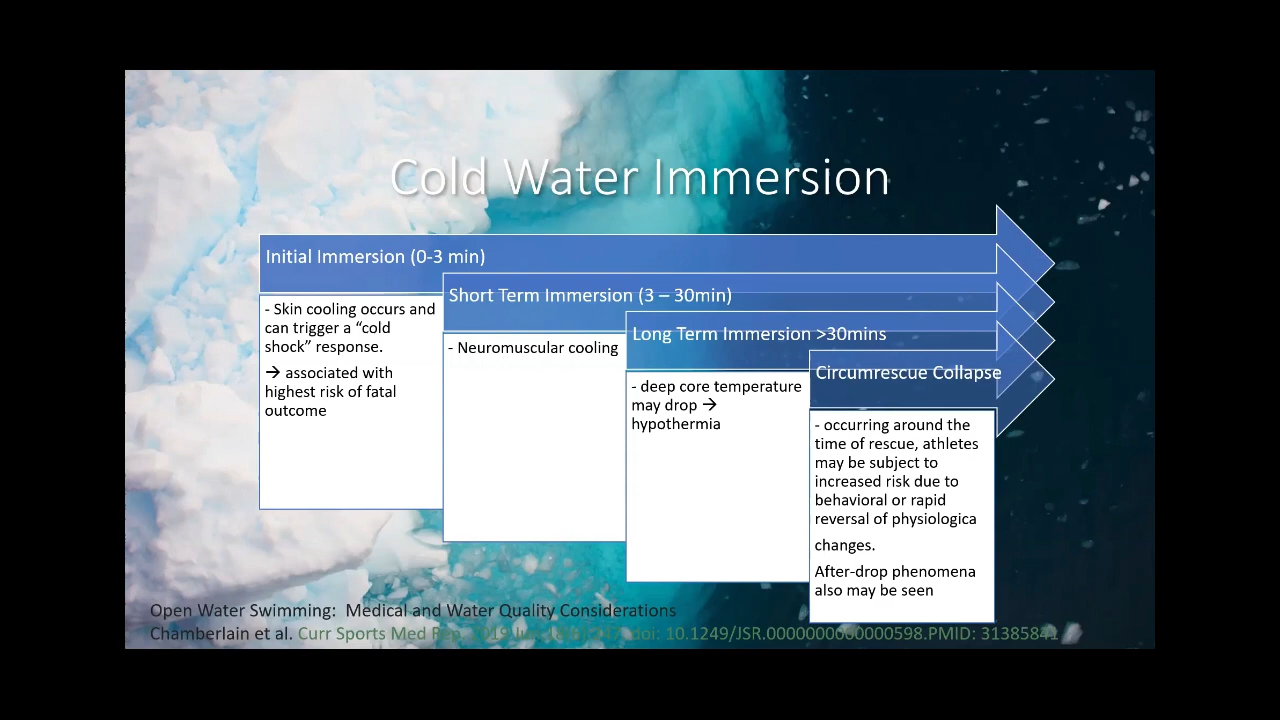 Cold Water Immersion
Initial Immersion (0-3 min)
- Skin cooling occurs and
can trigger a “cold
shock” response.
→ associated with
highest risk of fatal
outcome
Short Term Immersion (3 – 30min)
- Neuromuscular cooling
Long Term Immersion >30mins
- deep core temperature
may drop →
hypothermia
Circumrescue Collapse
- occurring around the
time of rescue, athletes
may be subject to
increased risk due to
behavioral or rapid
reversal of physiologica
changes.
After-drop phenomena
also may be seen
Open Water Swimming: Medical and Water Quality Considerations
Chamberlain et al. Curr Sports Med Rep. 2019 doi: 10.1249/JSR.0000000000000598.PMID: 31385841